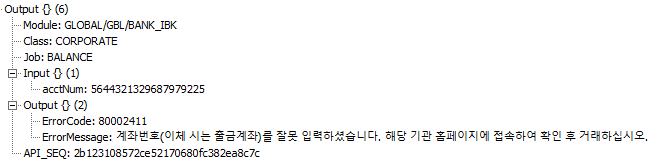 Output {} (6)
Module: GLOBAL/GBL/BANK_IBK
Class: CORPORATE
Job: BALANCE
Input {} (1)
acctNum: 5644321329687979225
Output {} (2)
ErrorCode: 80002411
ErrorMessage: 계좌번호(이체 시는 출금계좌)를 잘못 입력하셨습니다. 해당 기관 홈페이지에 접속하여 확인 후 거래하십시오.
API_SEQ: 2b123108572ce52170680fc382ea8c7c